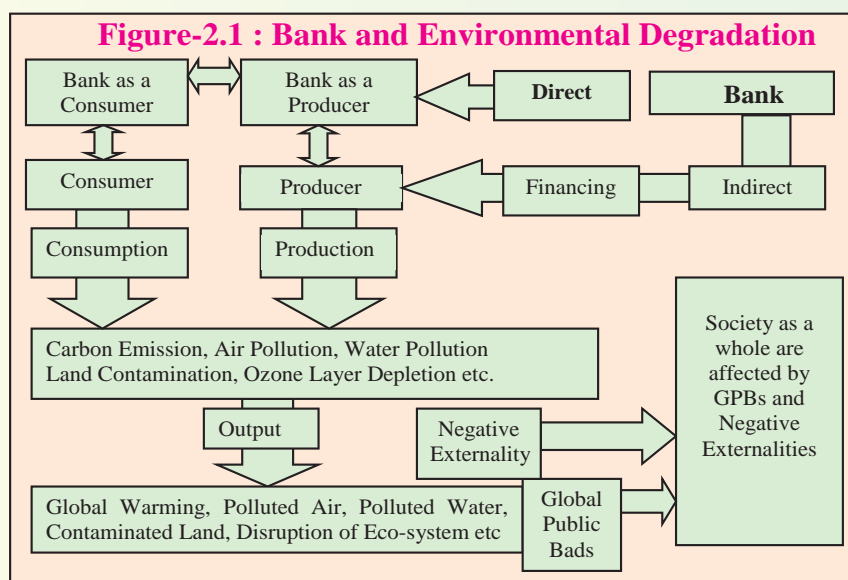 Figure-2.1 : Bank and Environmental Degradation
Bank as a
Consumer
Bank as a
Producer
Direct
Bank
Consumer
Producer
Financing
Indirect
Consumption
Production
Carbon Emission, Air Pollution, Water Pollution
Land Contamination, Ozone Layer Depletion etc.
Society as a
whole are
affected by
GPBs and
Negative
Externalities
Output
Negative
Externality
Global Warming, Polluted Air, Polluted Water,
Contaminated Land, Disruption of Eco-system etc
Global
Public
Bads